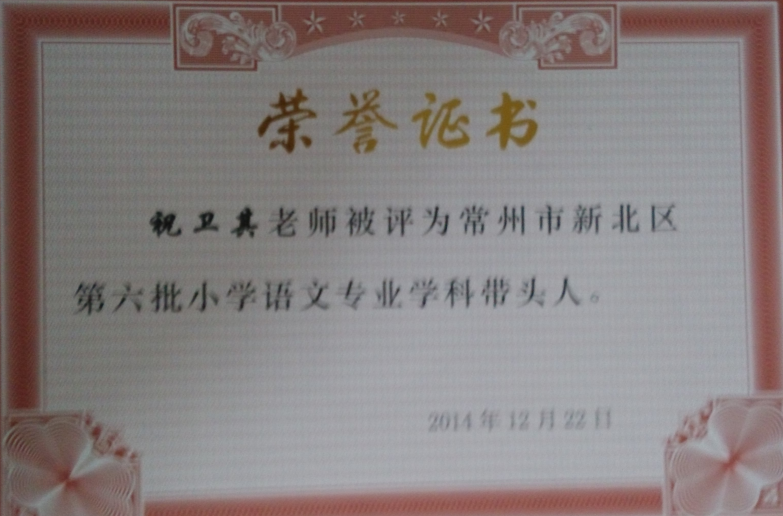 荣誉证书
祝卫其老师被评为常州市新北区
第六批小学语文专业学科带头人。
2014年12月22日